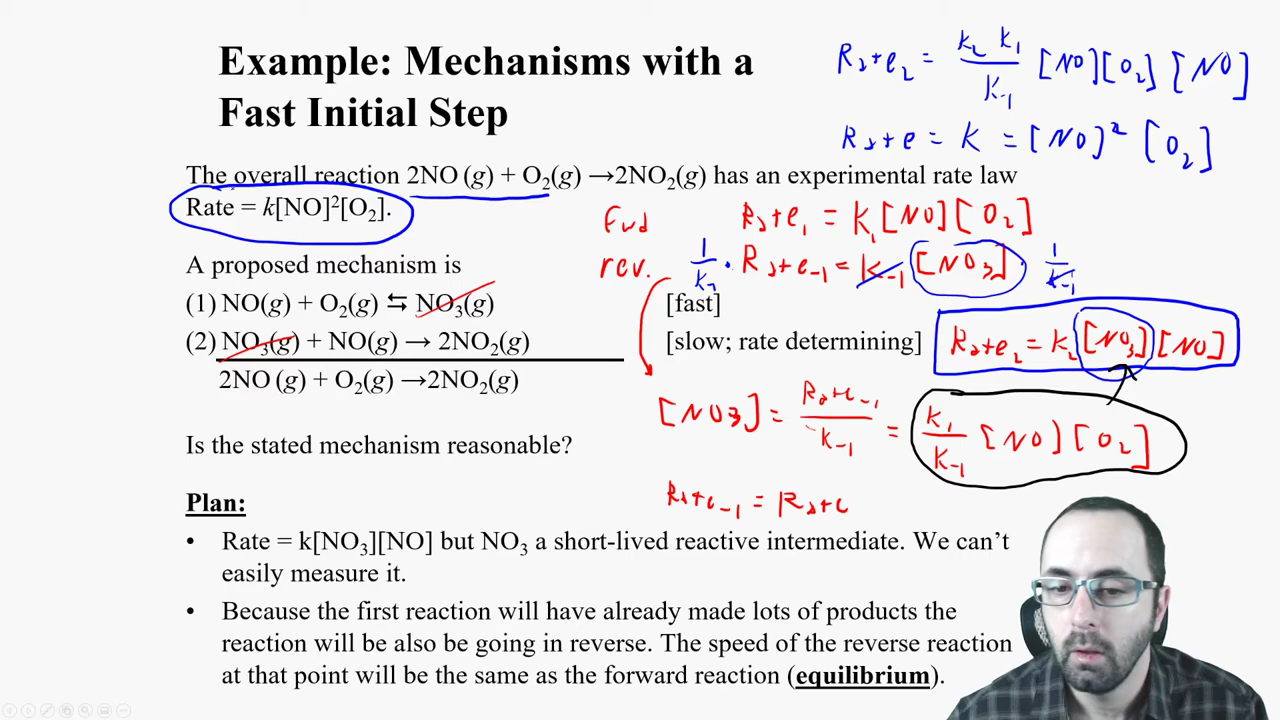 Example: Mechanisms with a
Fast Initial Step
Rate₂ = k₂ k₁ / k₋₁ [NO][O₂][NO]
Rate = K = [NO]² [O₂]
The overall reaction 2NO (g) + O₂(g) →2NO₂(g) has an experimental rate law
Rate = k[NO]²[O₂].
Fwd Rate₁ = K₁[NO][O₂]
rev. 1/k₋₁ · Rate₋₁ = K₋₁ [NO₃] 1/k₋₁
A proposed mechanism is
(1) NO(g) + O₂(g) ⇆ NO₃(g) [fast]
(2) NO₃(g) + NO(g) → 2NO₂(g) [slow; rate determining] Rate₂ = k₂ [NO₃][NO]
2NO (g) + O₂(g) →2NO₂(g)
[NO₃] = Rate₋₁ / k₋₁ = k₁ / k₋₁ [NO][O₂]
Is the stated mechanism reasonable?
Rate₋₁ = Rate
Plan:
• Rate = k[NO₃][NO] but NO₃ a short-lived reactive intermediate. We can’t
easily measure it.
• Because the first reaction will have already made lots of products the
reaction will be also be going in reverse. The speed of the reverse reaction
at that point will be the same as the forward reaction (equilibrium).